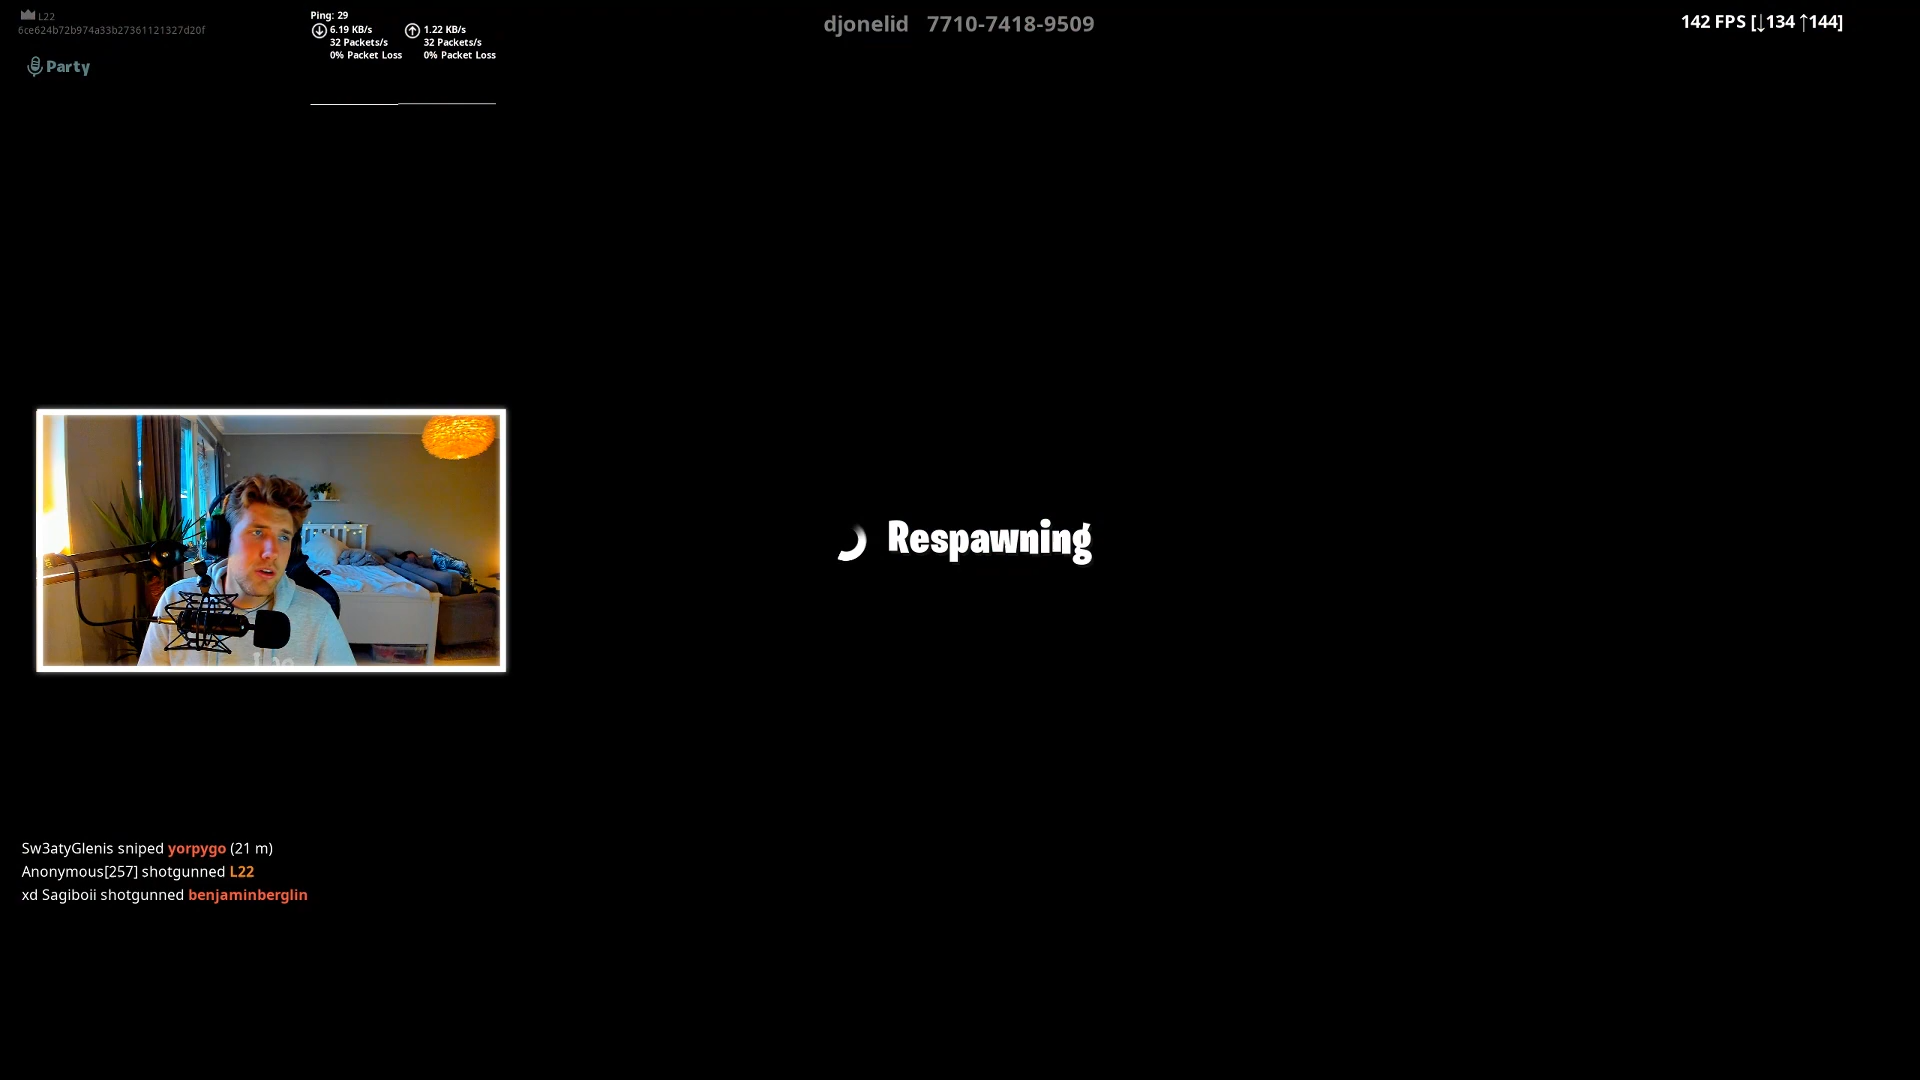 L22
6ce624b72b974a33b27361121327d20f
Party
Ping: 29
6.19 KB/s 1.22 KB/s
32 Packets/s 32 Packets/s
0% Packet Loss 0% Packet Loss
djonelid 7710-7418-9509
142 FPS [↓134 ↑144]
Respawning
Sw3atyGlenis sniped yorpygo (21 m)
Anonymous[257] shotgunned L22
xd Sagiboii shotgunned benjaminberglin